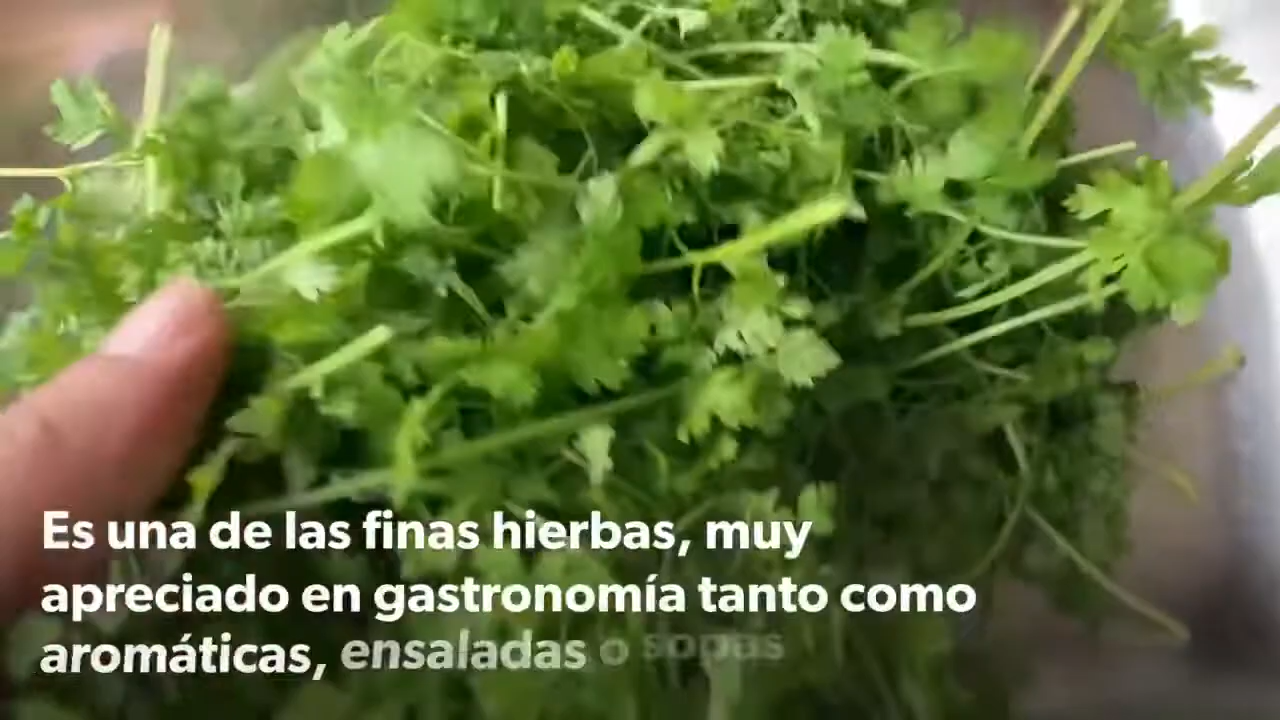 Es una de las finas hierbas, muy
apreciado en gastronomía tanto como
aromáticas, ensaladas o sopas